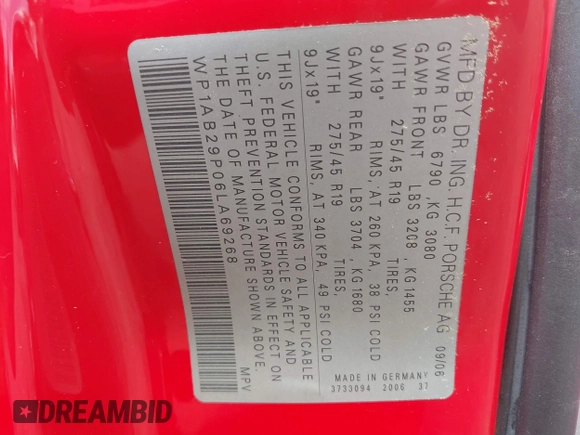 MFD BY DR. ING. H.C.F. PORSCHE AG 09/06
GVWR LBS 6790 ,KG 3080
GAWR FRONT LBS 3208 , KG1455
WITH 275/45 R19 TIRES,
9Jx19" RIMS, AT 260 KPA, 38 PSI COLD
GAWR REAR LBS 3704 , KG1680
WITH 275/45 R19 TIRES,
9Jx19" RIMS, AT 340 KPA, 49 PSI COLD
THIS VEHICLE CONFORMS TO ALL APPLICABLE
U.S. FEDERAL MOTOR VEHICLE SAFETY AND
THEFT PREVENTION STANDARDS IN EFFECT ON
THE DATE OF MANUFACTURE SHOWN ABOVE.
WP1AB29P06LA69268 MPV
MADE IN GERMANY
3733094 2006 37
DREAMBID